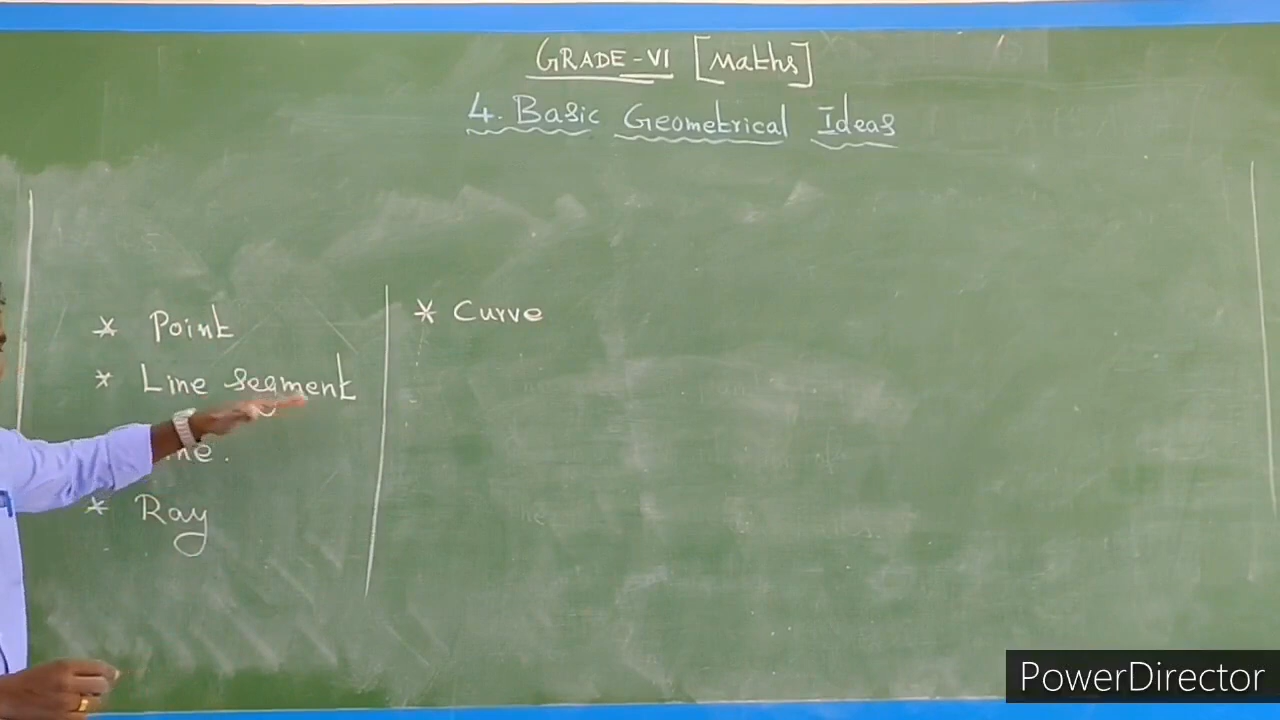 GRADE-VI [Maths]
4. Basic Geometrical Ideas
* Point
* Line segment
* Ray
* Curve
PowerDirector